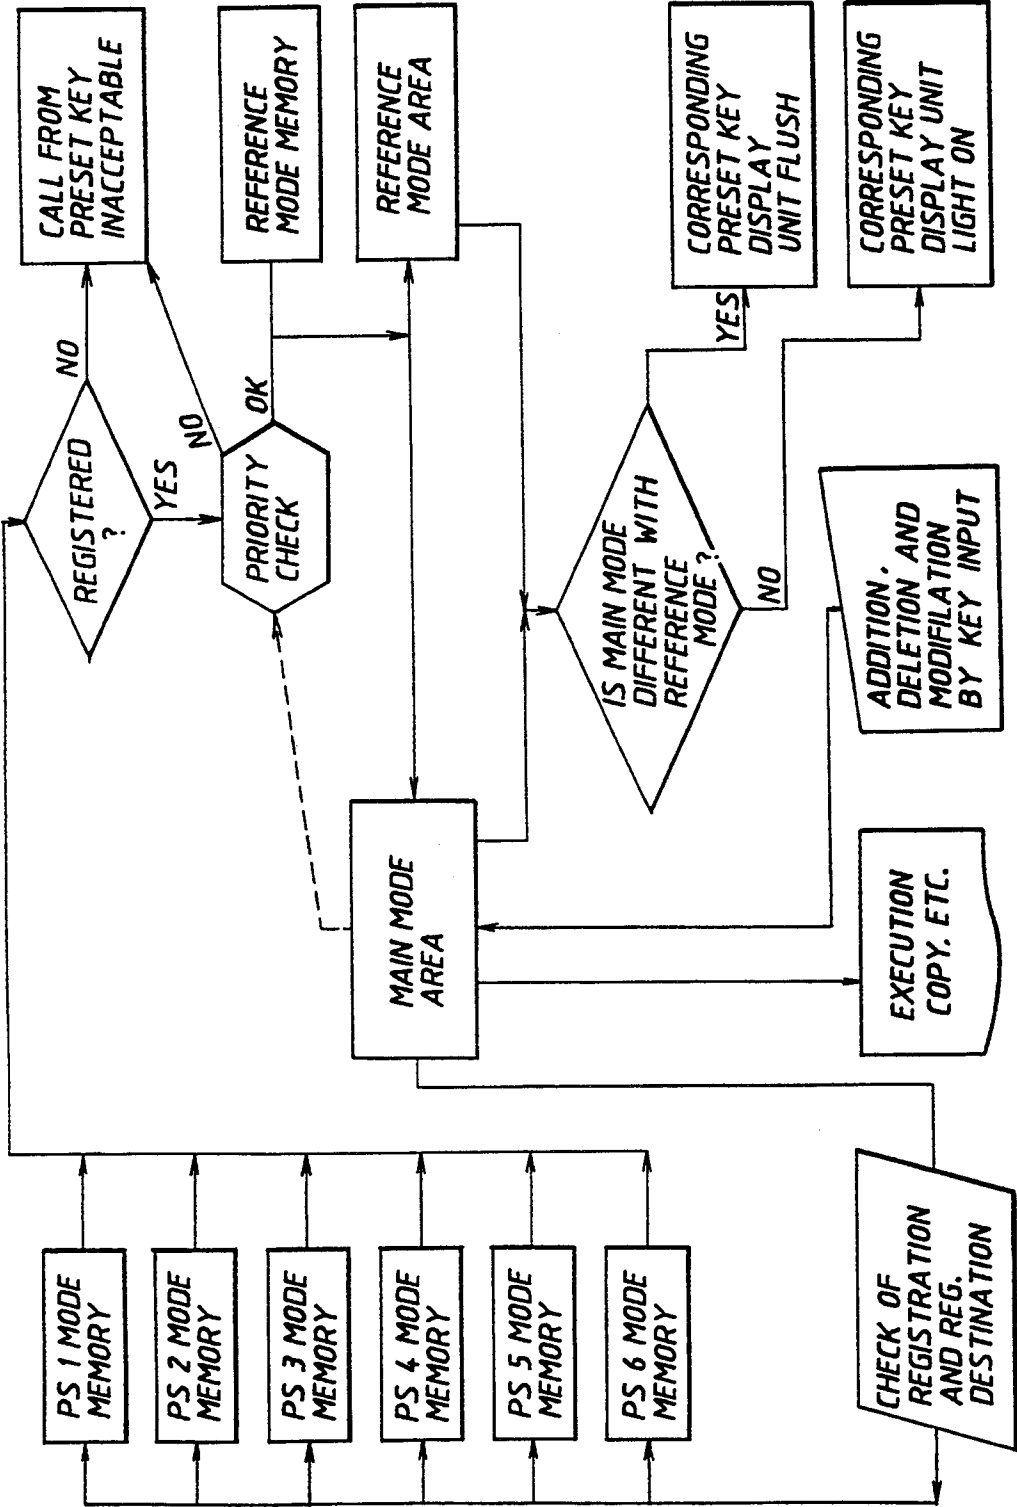 PS 1 MODE
MEMORY
PS 2 MODE
MEMORY
PS 3 MODE
MEMORY
PS 4 MODE
MEMORY
PS 5 MODE
MEMORY
PS 6 MODE
MEMORY
CHECK OF
REGISTRATION
AND REG.
DESTINATION
MAIN MODE
AREA
EXECUTION
COPY. ETC.
REGISTERED
?
NO
YES
PRIORITY
CHECK
NO
OK
IS MAIN MODE
DIFFERENT WITH
REFERENCE
MODE ?
YES
NO
ADDITION.
DELETION AND
MODIFILATION
BY KEY INPUT
CALL FROM
PRESET KEY
INACCEPTABLE
REFERENCE
MODE MEMORY
REFERENCE
MODE AREA
CORRESPONDING
PRESET KEY
DISPLAY
UNIT FLUSH
CORRESPONDING
PRESET KEY
DISPLAY UNIT
LIGHT ON